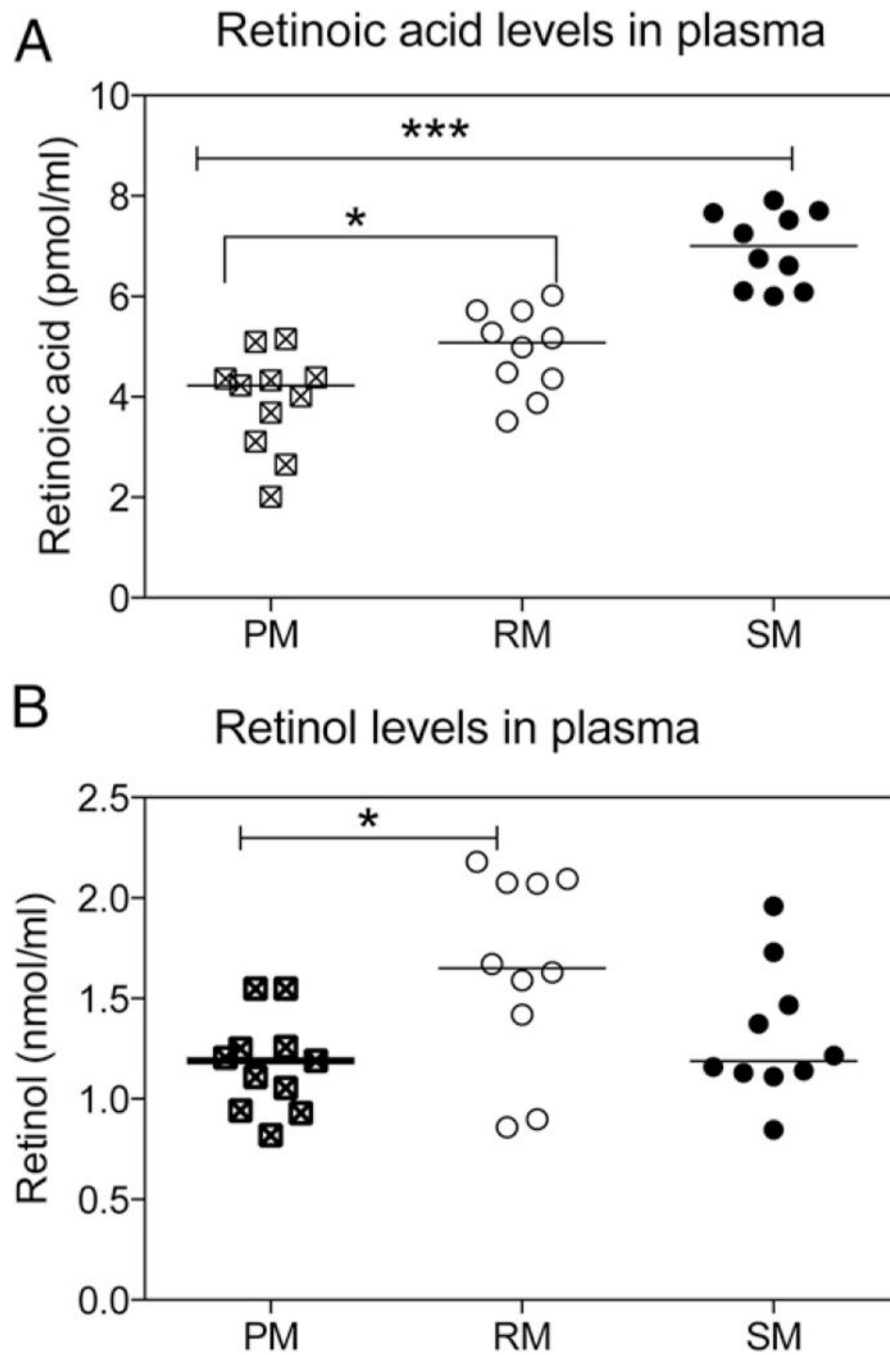 A
Retinoic acid levels in plasma
Retinoic acid (pmol/ml)
10
8
6
4
2
0
***
*
PM RM SM
B
Retinol levels in plasma
Retinol (nmol/ml)
2.5
2.0
1.5
1.0
0.5
0.0
*
PM RM SM